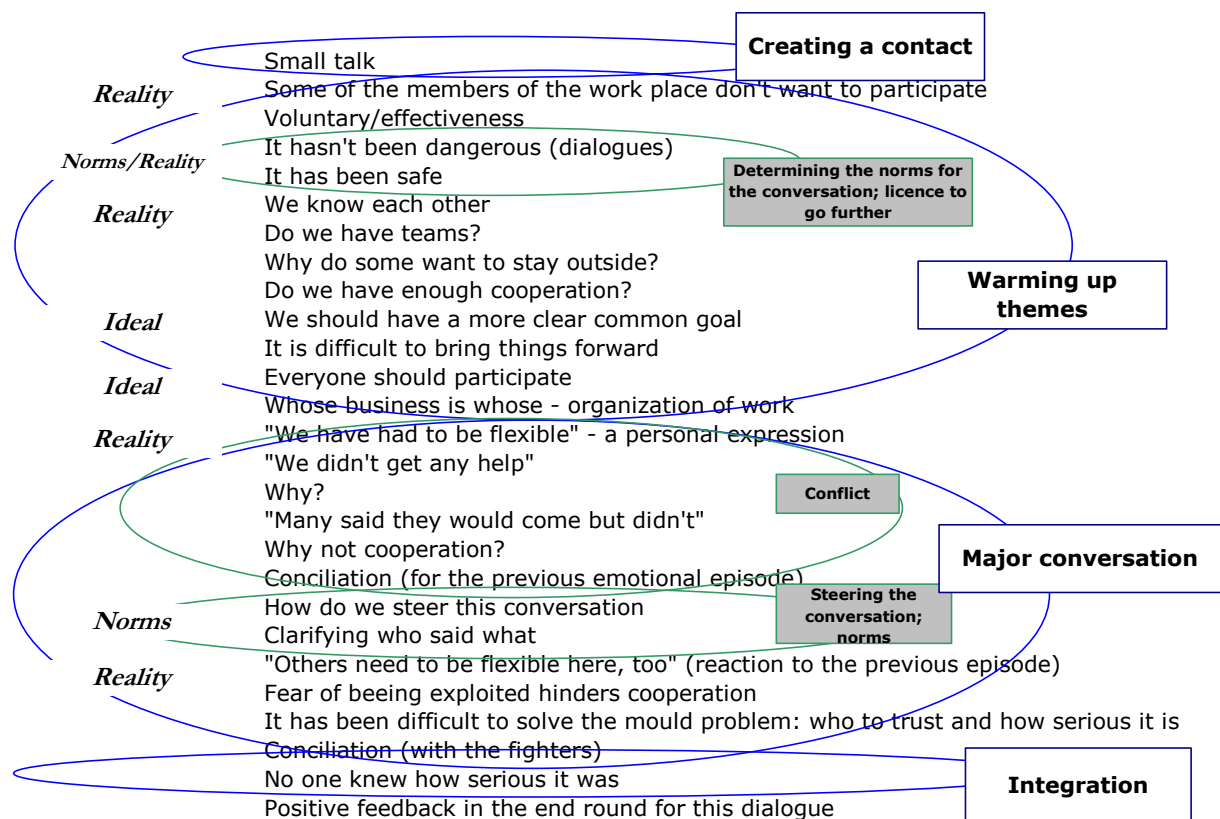 Creating a contact
Small talk
Reality
Some of the members of the work place don't want to participate
Voluntary/effectiveness
It hasn't been dangerous (dialogues)
Norms/Reality
It has been safe
Determining the norms for
the conversation; licence to
go further
Reality
We know each other
Do we have teams?
Why do some want to stay outside?
Do we have enough cooperation?
Warming up
themes
Ideal
We should have a more clear common goal
It is difficult to bring things forward
Ideal
Everyone should participate
Whose business is whose - organization of work
Reality
"We have had to be flexible" - a personal expression
"We didn't get any help"
Why?
Conflict
"Many said they would come but didn't"
Why not cooperation?
Major conversation
Conciliation (for the previous emotional episode)
Norms
How do we steer this conversation
Clarifying who said what
Steering the
conversation;
norms
Reality
"Others need to be flexible here, too" (reaction to the previous episode)
Fear of beeing exploited hinders cooperation
It has been difficult to solve the mould problem: who to trust and how serious it is
Conciliation (with the fighters)
No one knew how serious it was
Integration
Positive feedback in the end round for this dialogue